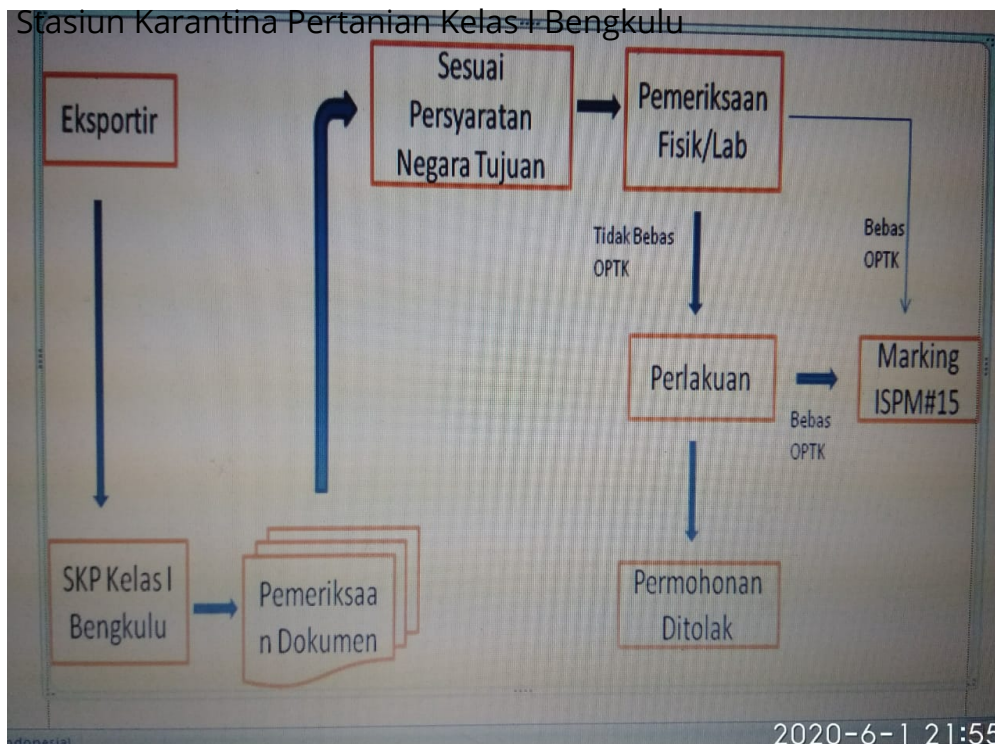 Stasiun Karantina Pertanian Kelas I Bengkulu
Eksportir
SKP Kelas I
Bengkulu
Pemeriksaa
n Dokumen
Sesuai
Persyaratan
Negara Tujuan
Pemeriksaan
Fisik/Lab
Tidak Bebas
OPTK
Bebas
OPTK
Perlakuan
Bebas
OPTK
Marking
ISPM#15
Permohonan
Ditolak
2020-6-1 21:55